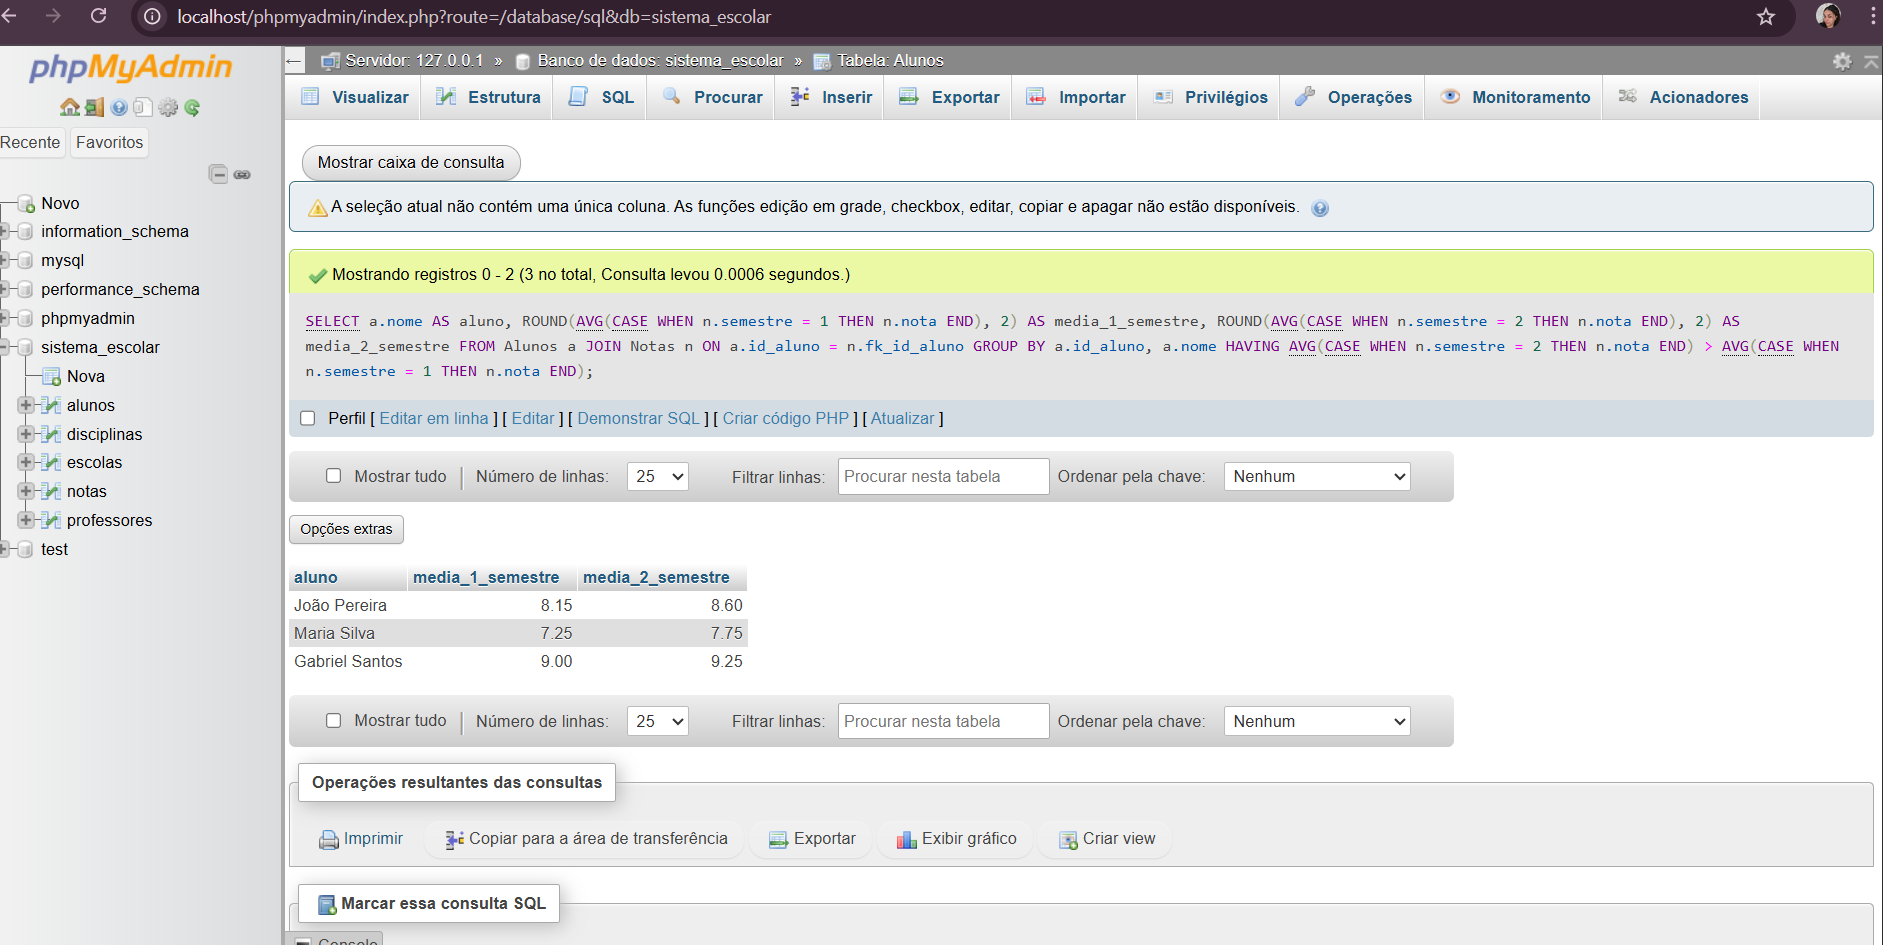 localhost/phpmyadmin/index.php?route=/database/sql&db=sistema_escolar
phpMyAdmin
Recente Favoritos
Novo
information_schema
mysql
performance_schema
phpmyadmin
sistema_escolar
Nova
alunos
disciplinas
escolas
notas
professores
test
Servidor: 127.0.0.1 » Banco de dados: sistema_escolar » Tabela: Alunos
Visualizar Estrutura SQL Procurar Inserir Exportar Importar Privilégios Operações Monitoramento Acionadores
Mostrar caixa de consulta
A seleção atual não contém uma única coluna. As funções edição em grade, checkbox, editar, copiar e apagar não estão disponíveis.
Mostrando registros 0 - 2 (3 no total, Consulta levou 0.0006 segundos.)
SELECT a.nome AS aluno, ROUND(AVG(CASE WHEN n.semestre = 1 THEN n.nota END), 2) AS media_1_semestre, ROUND(AVG(CASE WHEN n.semestre = 2 THEN n.nota END), 2) AS
media_2_semestre FROM Alunos a JOIN Notas n ON a.id_aluno = n.fk_id_aluno GROUP BY a.id_aluno, a.nome HAVING AVG(CASE WHEN n.semestre = 2 THEN n.nota END) > AVG(CASE WHEN
n.semestre = 1 THEN n.nota END);
Perfil [ Editar em linha ] [ Editar ] [ Demonstrar SQL ] [ Criar código PHP ] [ Atualizar ]
Mostrar tudo | Número de linhas: 25 Filtrar linhas: Procurar nesta tabela Ordenar pela chave: Nenhum
Opções extras
aluno media_1_semestre media_2_semestre
João Pereira 8.15 8.60
Maria Silva 7.25 7.75
Gabriel Santos 9.00 9.25
Mostrar tudo | Número de linhas: 25 Filtrar linhas: Procurar nesta tabela Ordenar pela chave: Nenhum
Operações resultantes das consultas
Imprimir Copiar para a área de transferência Exportar Exibir gráfico Criar view
Marcar essa consulta SQL
Console